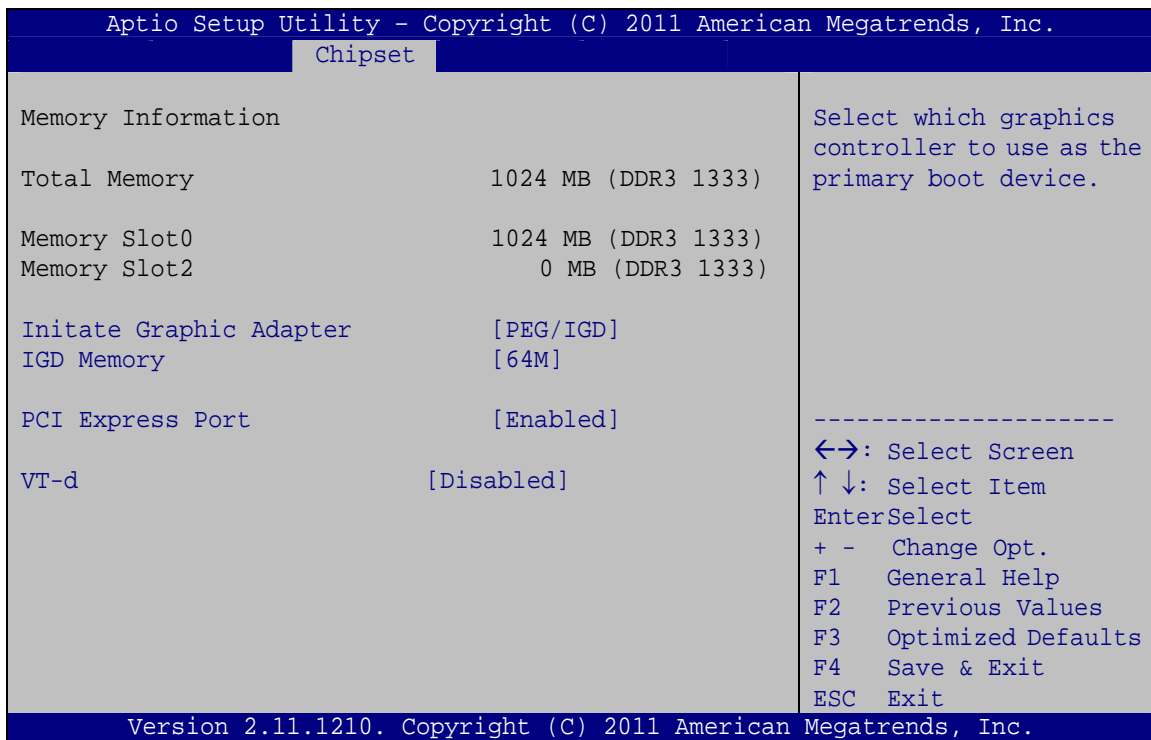 Aptio Setup Utility – Copyright (C) 2011 American Megatrends, Inc.
Chipset
Memory Information
Total Memory 1024 MB (DDR3 1333)
Memory Slot0 1024 MB (DDR3 1333)
Memory Slot2 0 MB (DDR3 1333)
Initate Graphic Adapter [PEG/IGD]
IGD Memory [64M]
PCI Express Port [Enabled]
VT-d [Disabled]
Select which graphics
controller to use as the
primary boot device.
---------------------
←→: Select Screen
↑ ↓: Select Item
EnterSelect
+ - Change Opt.
F1 General Help
F2 Previous Values
F3 Optimized Defaults
F4 Save & Exit
ESC Exit
Version 2.11.1210. Copyright (C) 2011 American Megatrends, Inc.